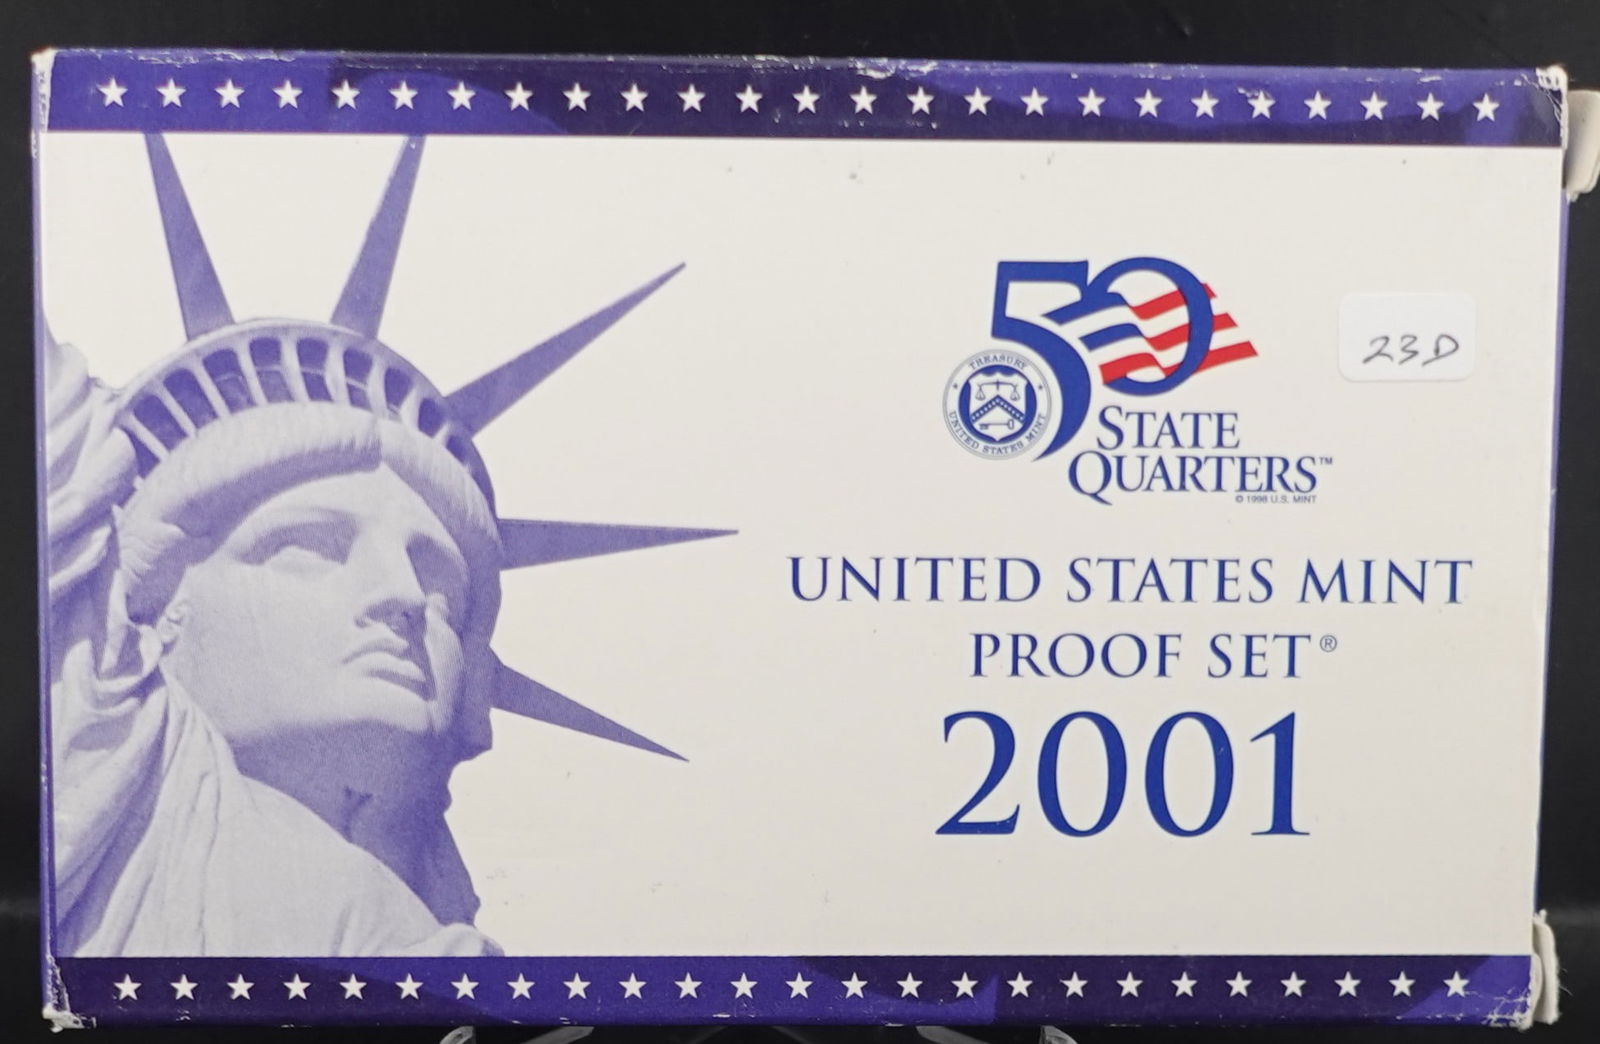 50
TREASURY
UNITED STATES MINT
STATE
QUARTERS™
© 1998 U.S. MINT
23D
UNITED STATES MINT
PROOF SET®
2001